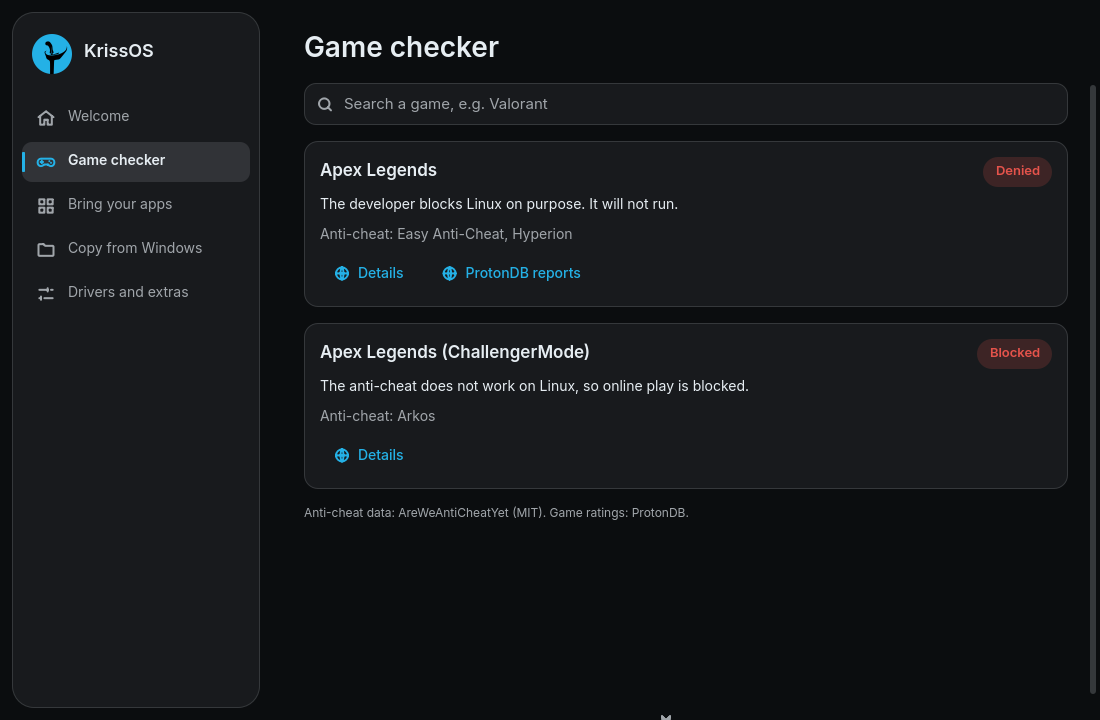 KrissOS
Welcome
Game checker
Bring your apps
Copy from Windows
Drivers and extras
Game checker
Search a game, e.g. Valorant
Apex Legends
Denied
The developer blocks Linux on purpose. It will not run.
Anti-cheat: Easy Anti-Cheat, Hyperion
Details
ProtonDB reports
Apex Legends (ChallengerMode)
Blocked
The anti-cheat does not work on Linux, so online play is blocked.
Anti-cheat: Arkos
Details
Anti-cheat data: AreWeAntiCheatYet (MIT). Game ratings: ProtonDB.